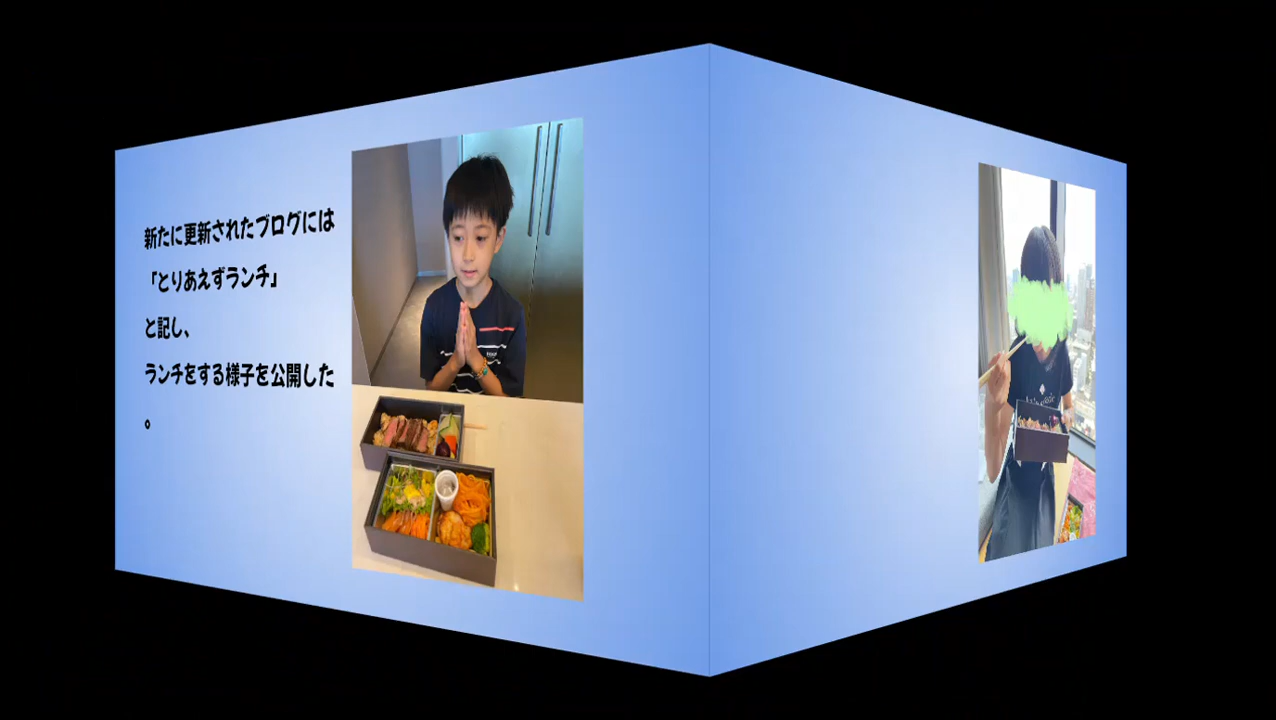 新たに更新されたブログには
「とりあえずランチ」
と記し、
ランチをする様子を公開した
。